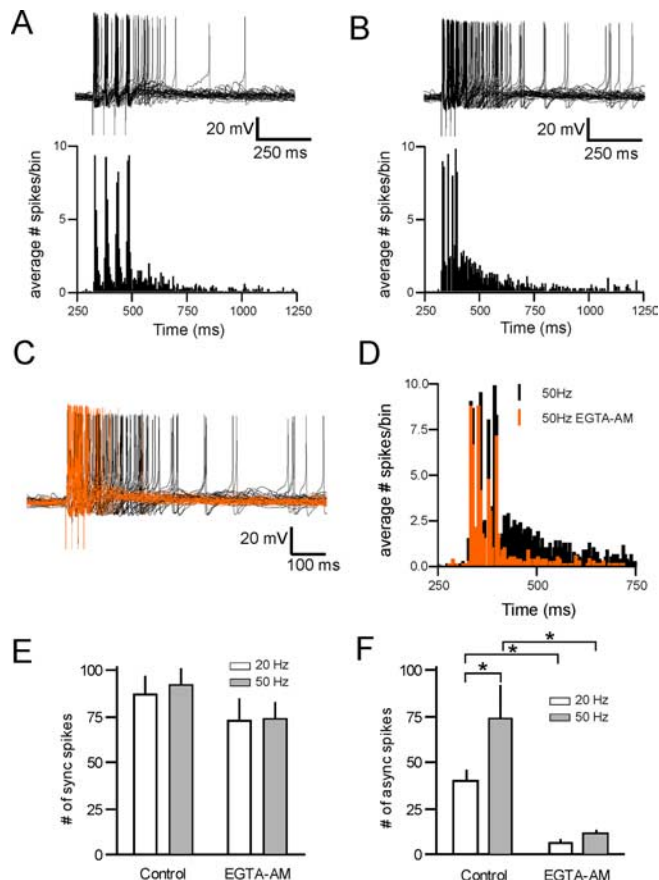 A
B
20 mV
250 ms
20 mV
250 ms
average # spikes/bin
10
5
0
250 500 750 1000 1250
Time (ms)
average # spikes/bin
10
5
0
250 500 750 1000 1250
Time (ms)
C
D
20 mV
100 ms
average # spikes/bin
10.0
7.5
5.0
2.5
0.0
50Hz
50Hz EGTA-AM
250 500 750
Time (ms)
E
F
# of sync spikes
100
75
50
25
0
20 Hz
50 Hz
Control EGTA-AM
# of async spikes
100
75
50
25
0
* *
*
20 Hz
50 Hz
Control EGTA-AM